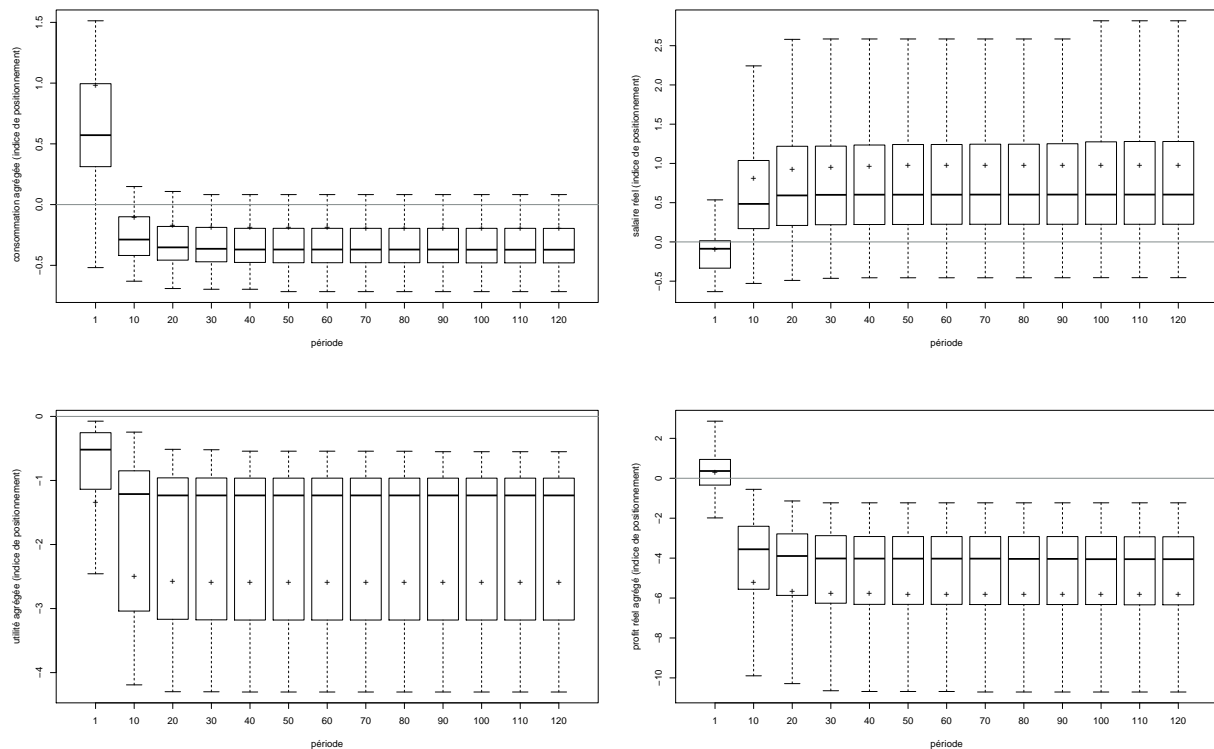 consommation agrégée (indice de positionnement)
1.5
1.0
0.5
0.0
−0.5
1 10 20 30 40 50 60 70 80 90 100 110 120
période
salaire réel (indice de positionnement)
2.5
2.0
1.5
1.0
0.5
0.0
−0.5
1 10 20 30 40 50 60 70 80 90 100 110 120
période
utilité agrégée (indice de positionnement)
0
−1
−2
−3
−4
1 10 20 30 40 50 60 70 80 90 100 110 120
période
profit réel agrégé (indice de positionnement)
2
0
−2
−4
−6
−8
−10
1 10 20 30 40 50 60 70 80 90 100 110 120
période